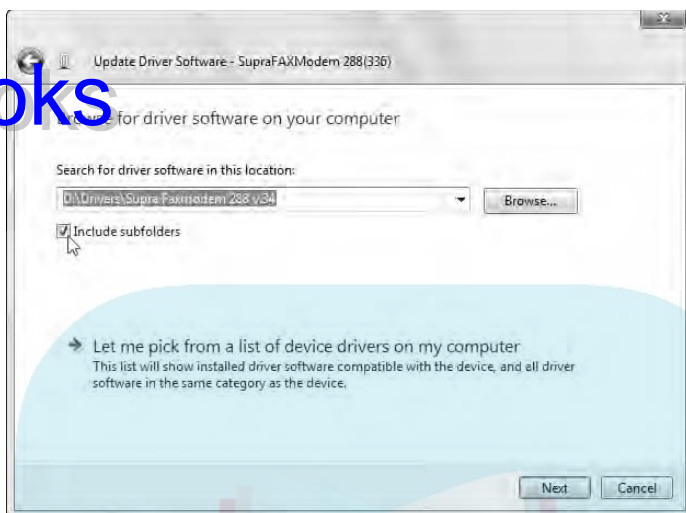 Update Driver Software - SupraFAXModem 288(336)
oks
Browse for driver software on your computer
Search for driver software in this location:
D:\Drivers\Supra Faxmodem 288 v.34
Browse...
Include subfolders
Let me pick from a list of device drivers on my computer
This list will show installed driver software compatible with the device, and all driver
software in the same category as the device.
Next Cancel